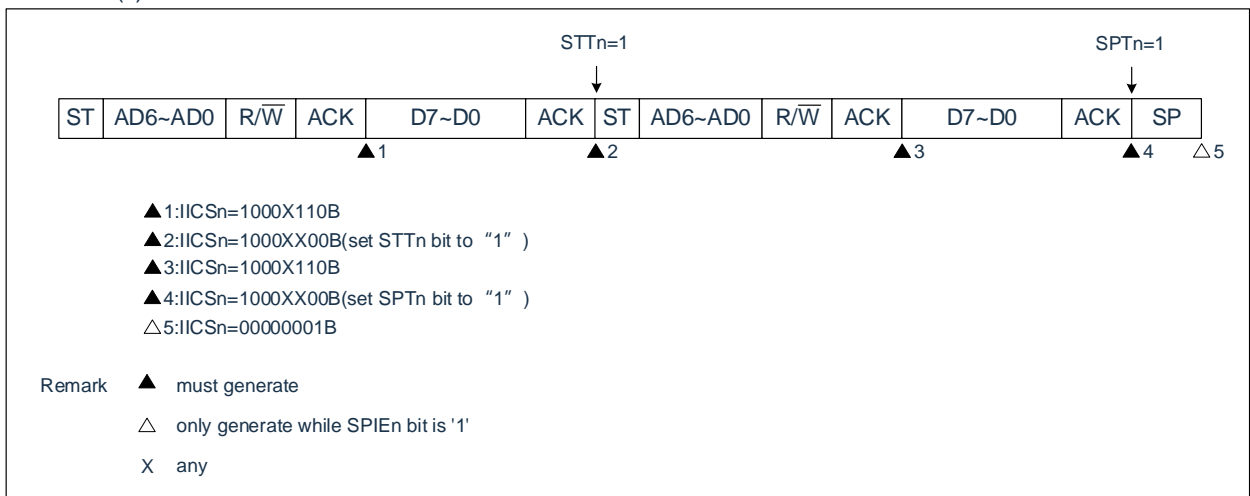 STTn=1 SPTn=1
ST AD6~AD0 R/W ACK D7~D0 ACK ST AD6~AD0 R/W ACK D7~D0 ACK SP
▲1 ▲2 ▲3 ▲4 △5
▲1:IICSn=1000X110B
▲2:IICSn=1000XX00B(set STTn bit to “1” )
▲3:IICSn=1000X110B
▲4:IICSn=1000XX00B(set SPTn bit to “1” )
△5:IICSn=00000001B
Remark ▲ must generate
△ only generate while SPIEn bit is '1'
X any